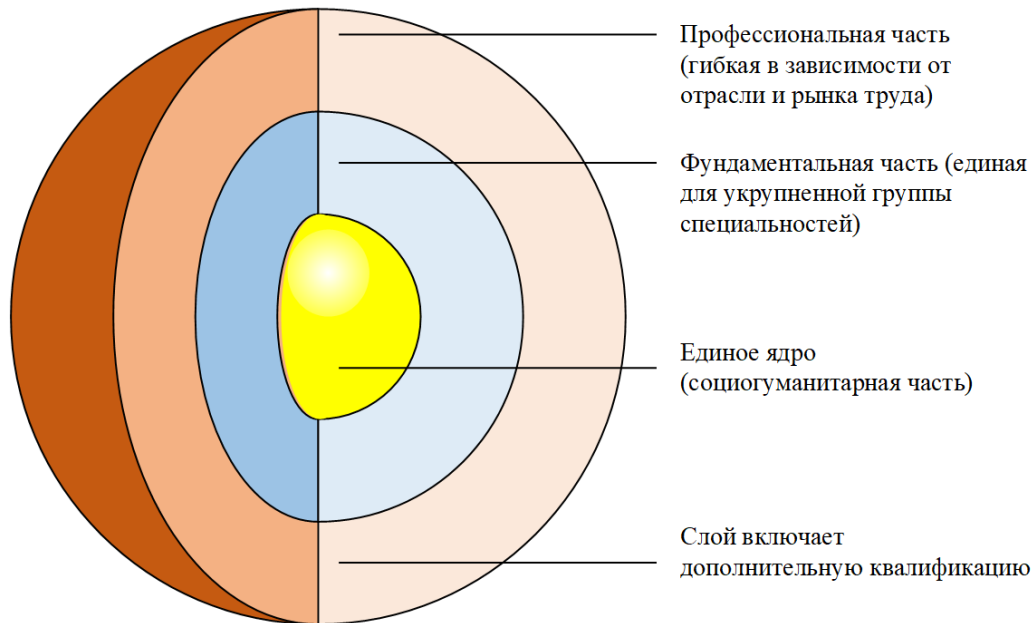 Профессиональная часть
(гибкая в зависимости от
отрасли и рынка труда)
Фундаментальная часть (единая
для укрупненной группы
специальностей)
Единое ядро
(социогуманитарная часть)
Слой включает
дополнительную квалификацию